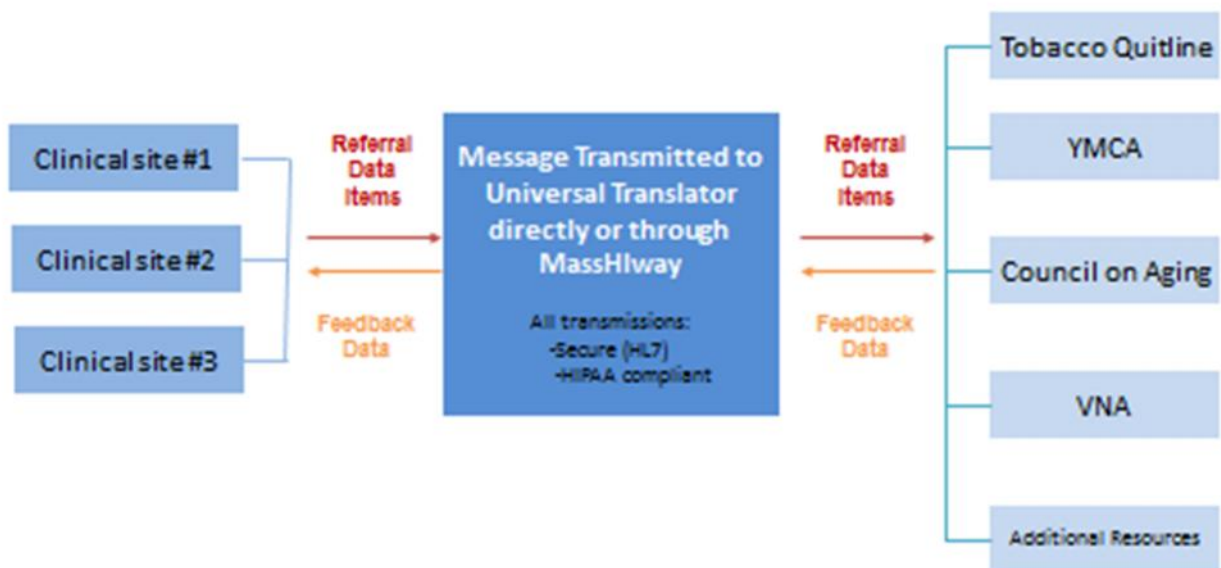 Clinical site #1
Clinical site #2
Clinical site #3
Referral
Data
Items
Feedback
Data
Message Transmitted to
Universal Translator
directly or through
MassHIway
All transmissions:
-Secure (HL7)
-HIPAA compliant
Referral
Data
Items
Feedback
Data
Tobacco Quitline
YMCA
Council on Aging
VNA
Additional Resources